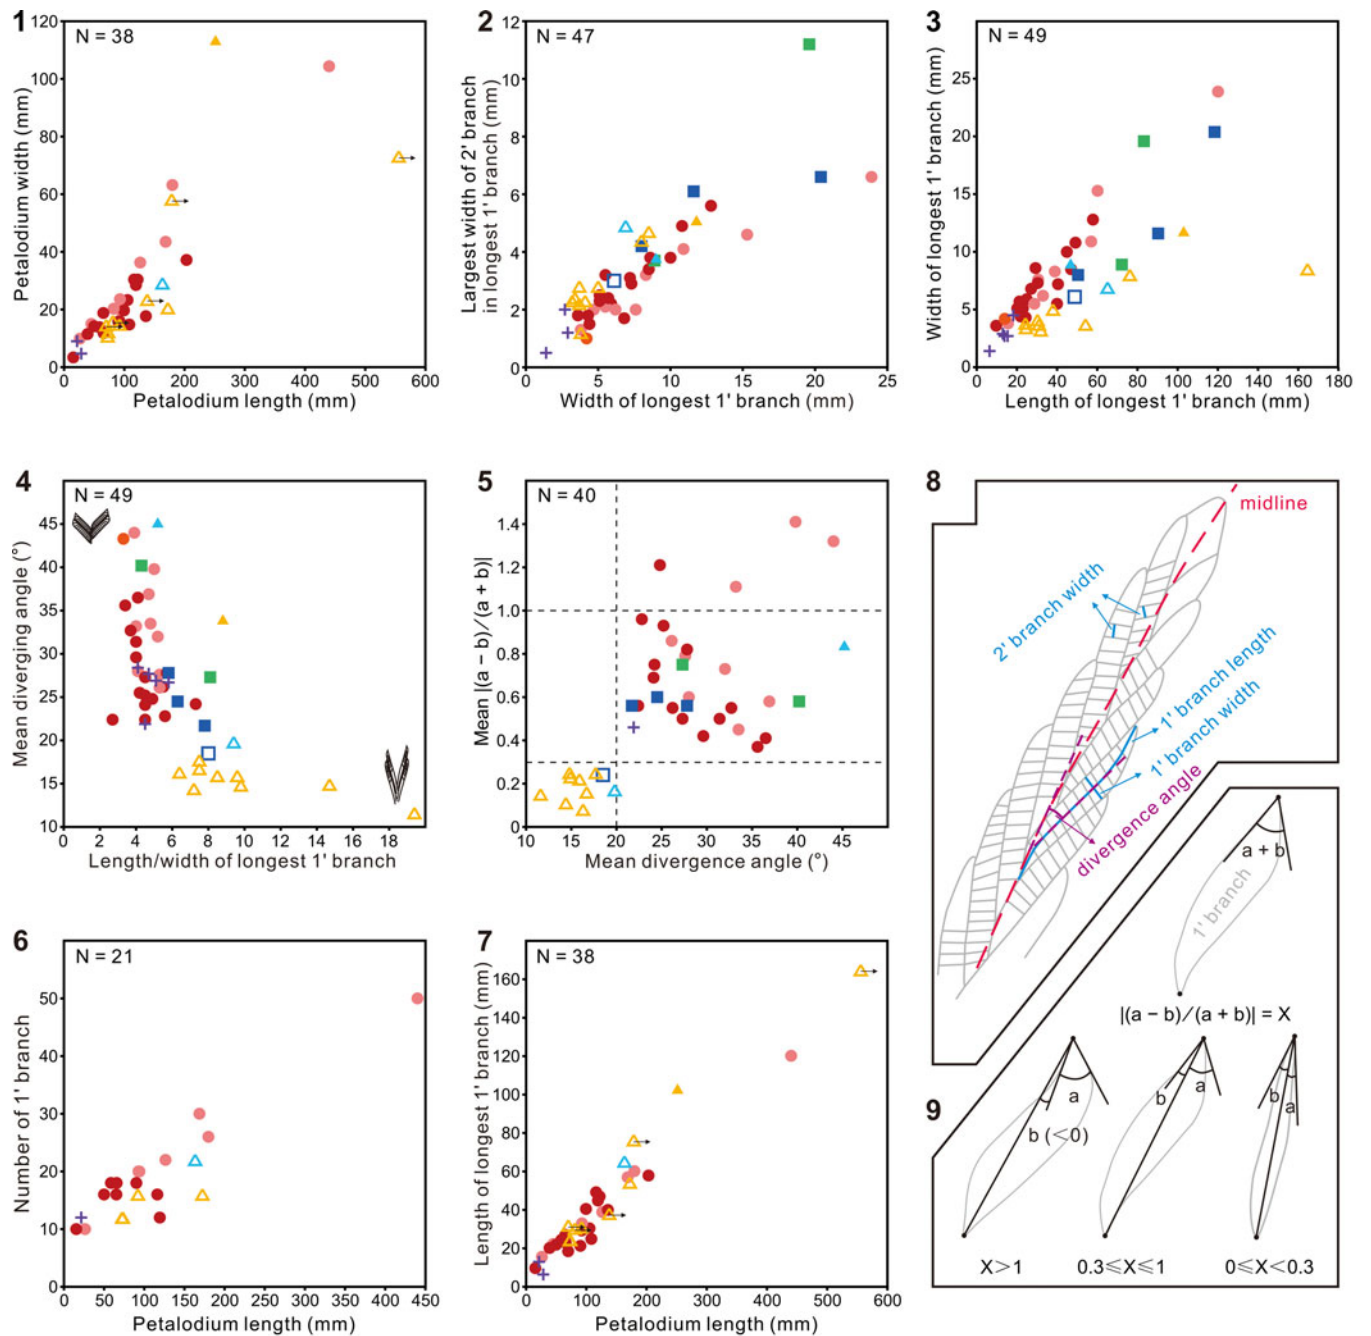 1
N = 38
Petalodium width (mm)
120
100
80
60
40
20
0
0 100 200 300 400 500 600
Petalodium length (mm)
2
N = 47
Largest width of 2' branch
in longest 1' branch (mm)
12
10
8
6
4
2
0
0 5 10 15 20 25
Width of longest 1' branch (mm)
3
N = 49
Width of longest 1' branch (mm)
25
20
15
10
5
0
0 20 40 60 80 100 120 140 160 180
Length of longest 1' branch (mm)
4
N = 49
Mean diverging angle (°)
45
40
35
30
25
20
15
10
0 2 4 6 8 10 12 14 16 18
Length/width of longest 1' branch
5
N = 40
Mean |(a − b)/(a + b)|
1.4
1.2
1.0
0.8
0.6
0.4
0.2
0
10 15 20 25 30 35 40 45
Mean divergence angle (°)
6
N = 21
Number of 1' branch
50
40
30
20
10
0
0 50 100 150 200 250 300 350 400 450
Petalodium length (mm)
7
N = 38
Length of longest 1' branch (mm)
160
140
120
100
80
60
40
20
0
0 100 200 300 400 500 600
Petalodium length (mm)
8
midline
2' branch width
1' branch length
1' branch width
divergence angle
9
a + b
1' branch
|(a − b)/(a + b)| = X
a
b (<0)
b
a
b
a
X>1
0.3≤X≤1
0≤X<0.3